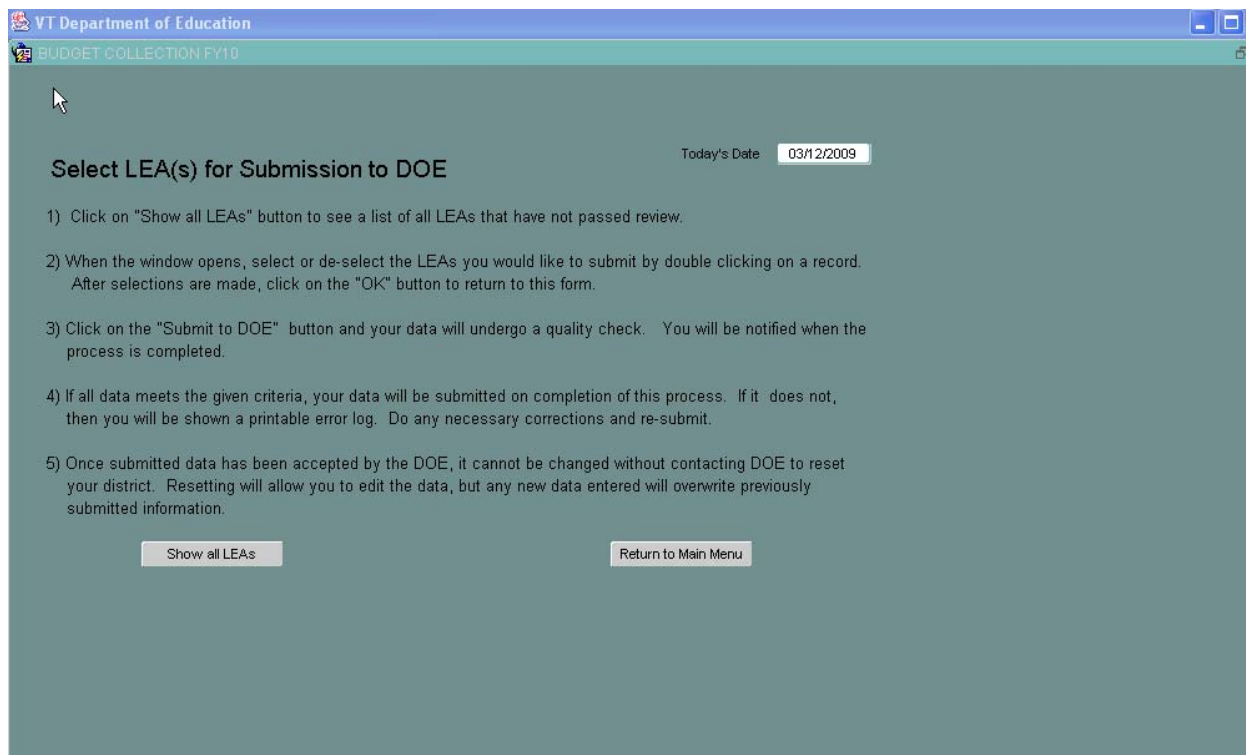 VT Department of Education
BUDGET COLLECTION FY10
Today's Date 03/12/2009
Select LEA(s) for Submission to DOE
1) Click on "Show all LEAs" button to see a list of all LEAs that have not passed review.
2) When the window opens, select or de-select the LEAs you would like to submit by double clicking on a record.
After selections are made, click on the "OK" button to return to this form.
3) Click on the "Submit to DOE" button and your data will undergo a quality check. You will be notified when the
process is completed.
4) If all data meets the given criteria, your data will be submitted on completion of this process. If it does not,
then you will be shown a printable error log. Do any necessary corrections and re-submit.
5) Once submitted data has been accepted by the DOE, it cannot be changed without contacting DOE to reset
your district. Resetting will allow you to edit the data, but any new data entered will overwrite previously
submitted information.
Show all LEAs
Return to Main Menu